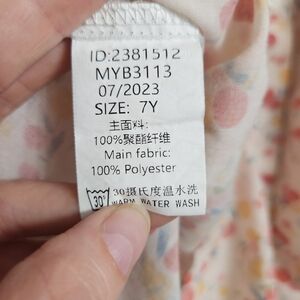 ID:2381512
MYB3113
07/2023
SIZE: 7Y
主面料:
100%聚酯纤维
Main fabric:
100% Polyester
30° 30摄氏度温水洗
WARM WATER WASH